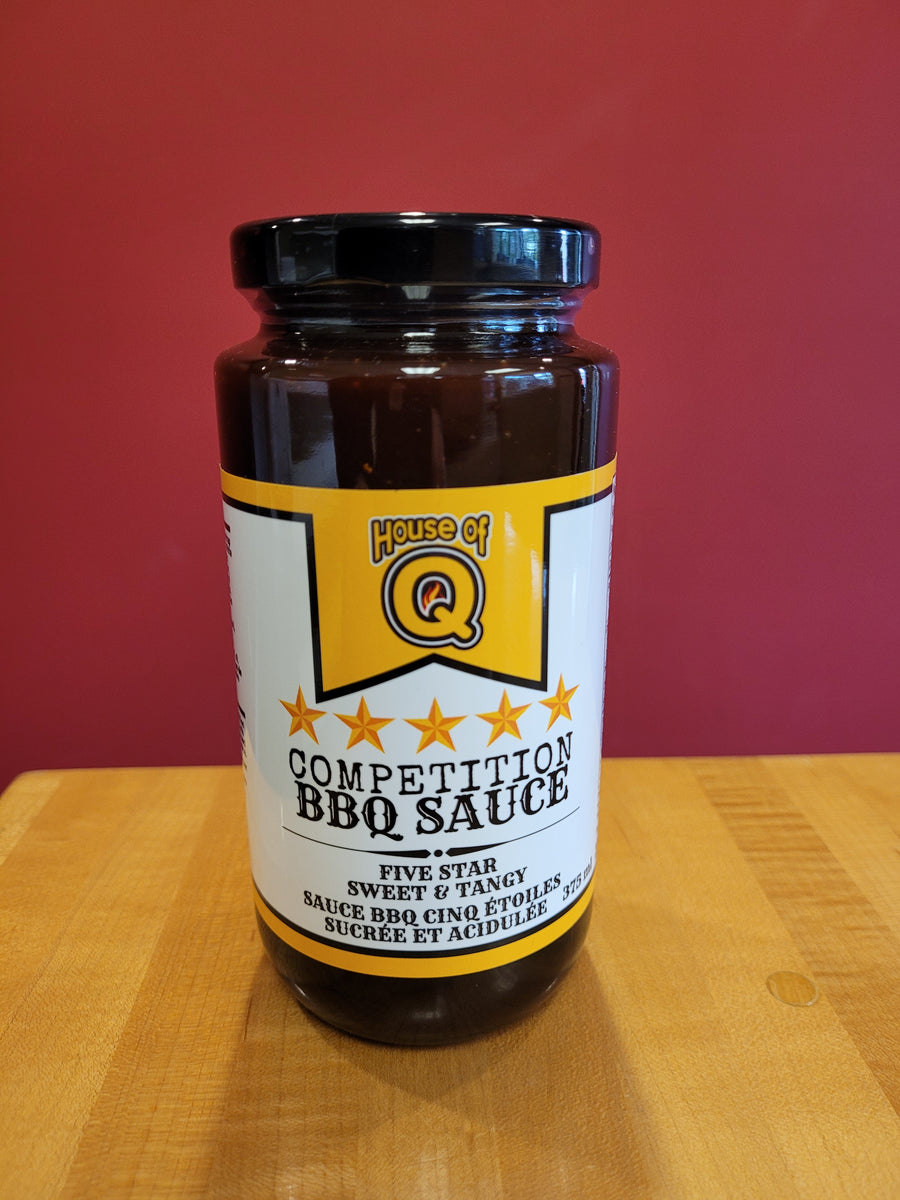 House of
Q
COMPETITION
BBQ SAUCE
FIVE STAR
SWEET & TANGY
SAUCE BBQ CINQ ÉTOILES
SUCRÉE ET ACIDULÉE
375 ml